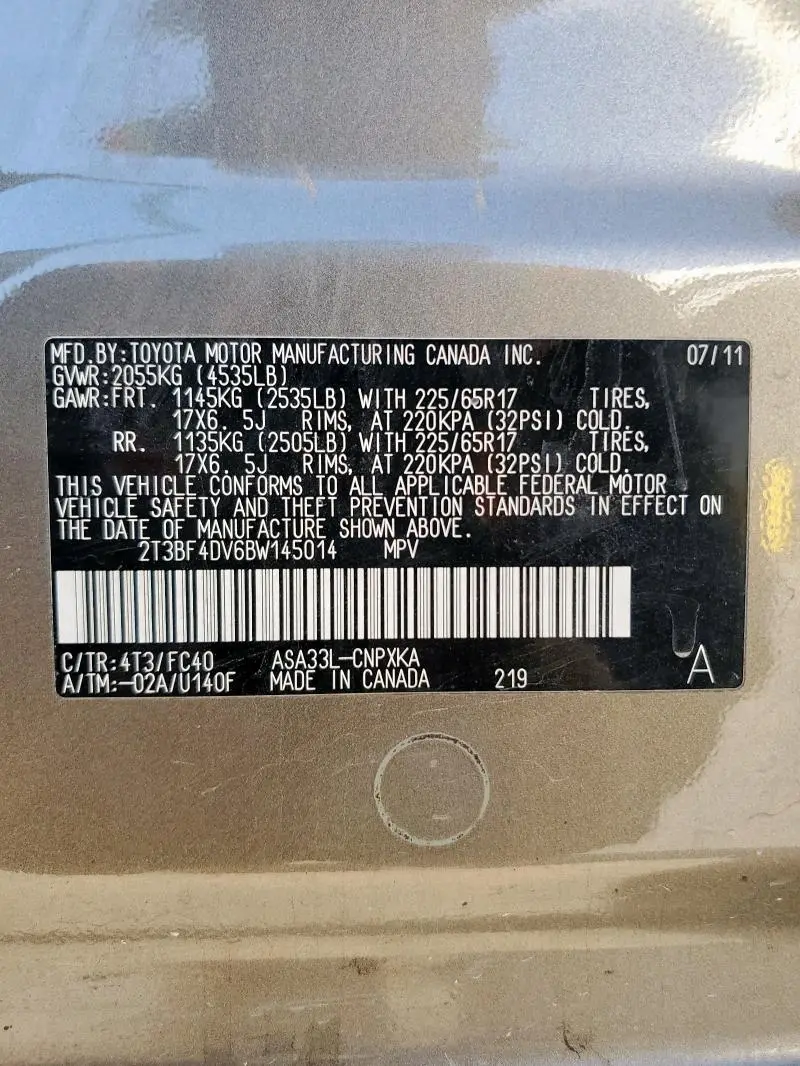 MFD.BY:TOYOTA MOTOR MANUFACTURING CANADA INC. 07/11
GVWR:2055KG (4535LB)
GAWR:FRT. 1145KG (2535LB) WITH 225/65R17 TIRES,
17X6. 5J RIMS, AT 220KPA (32PSI) COLD.
RR. 1135KG (2505LB) WITH 225/65R17 TIRES,
17X6. 5J RIMS, AT 220KPA (32PSI) COLD.
THIS VEHICLE CONFORMS TO ALL APPLICABLE FEDERAL MOTOR
VEHICLE SAFETY AND THEFT PREVENTION STANDARDS IN EFFECT ON
THE DATE OF MANUFACTURE SHOWN ABOVE.
2T3BF4DV6BW145014 MPV
C/TR:4T3/FC40 ASA33L-CNPXKA
A/TM:-02A/U140F MADE IN CANADA 219 A